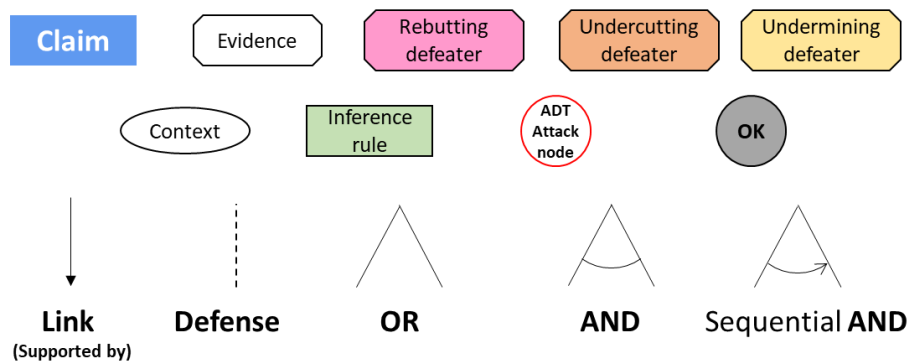 Claim
Evidence
Rebutting
defeater
Undercutting
defeater
Undermining
defeater
Context
Inference
rule
ADT
Attack
node
OK
Link
(Supported by)
Defense
OR
AND
Sequential AND